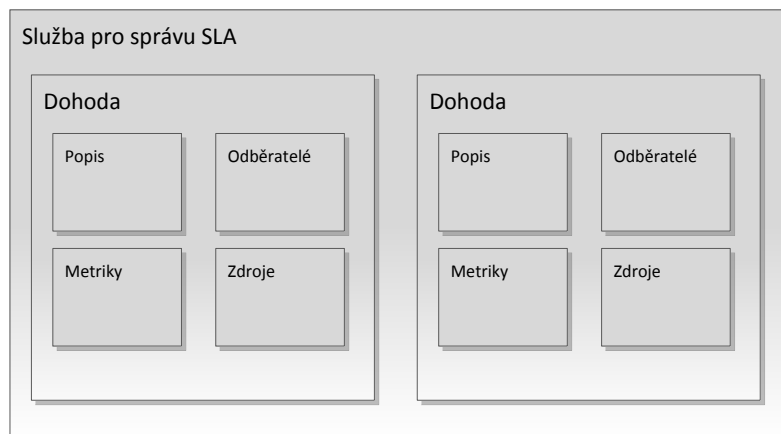 Služba pro správu SLA
Dohoda
Popis
Odběratelé
Metriky
Zdroje
Dohoda
Popis
Odběratelé
Metriky
Zdroje